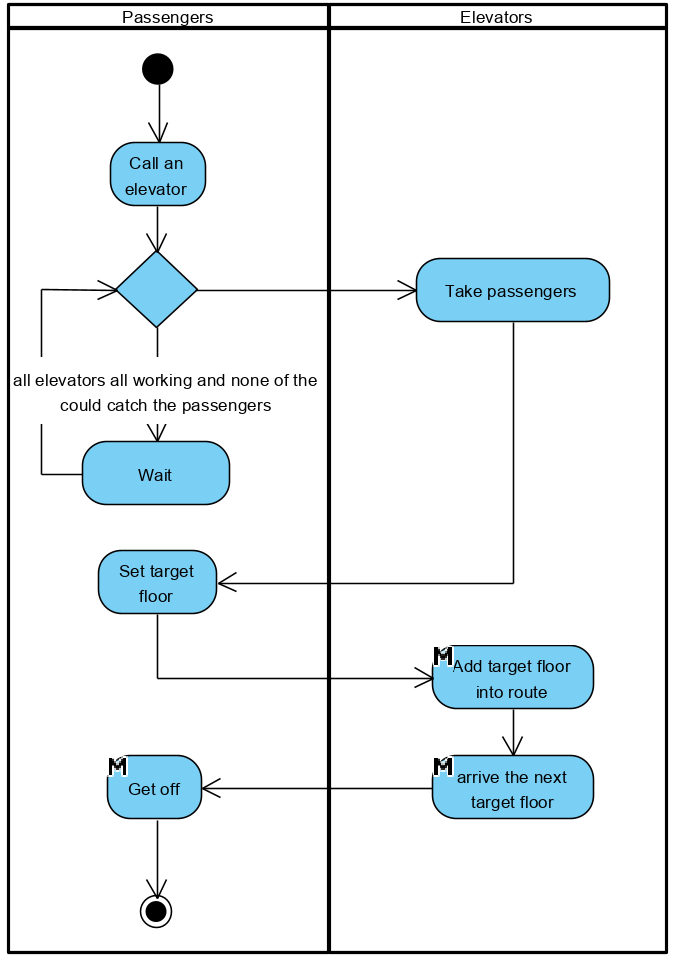 Passengers
Elevators
Call an
elevator
Take passengers
all elevators all working and none of the
could catch the passengers
Wait
Set target
floor
M
Add target floor
into route
M
Get off
M
arrive the next
target floor